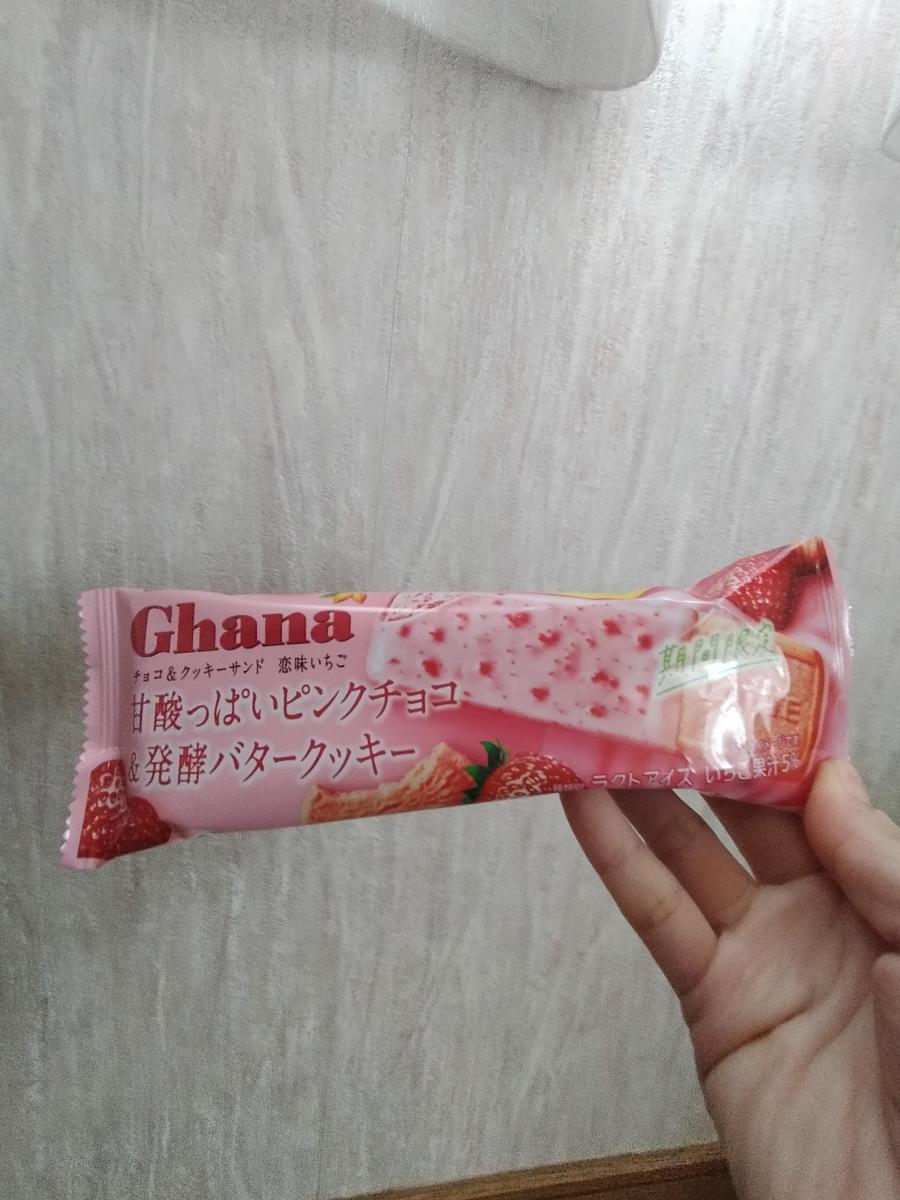 Ghana
チョコ&クッキーサンド 恋味いちご
甘酸っぱいピンクチョコ
&発酵バタークッキー
期間限定
ラクトアイス いちご果汁5%